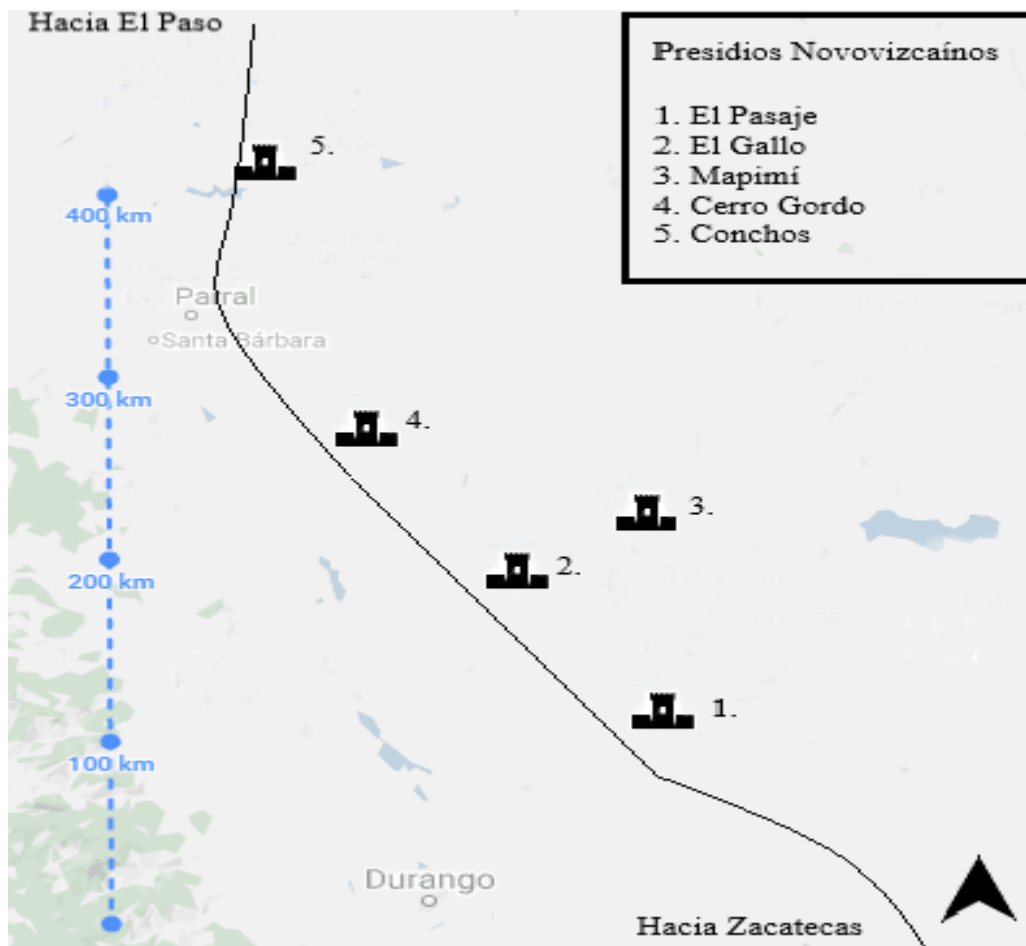 Hacia El Paso
Presidios Novovizcaínos
1. El Pasaje
2. El Gallo
3. Mapimí
4. Cerro Gordo
5. Conchos
5.
400 km
Parral
Santa Bárbara
300 km
4.
3.
2.
200 km
1.
100 km
Durango
Hacia Zacatecas